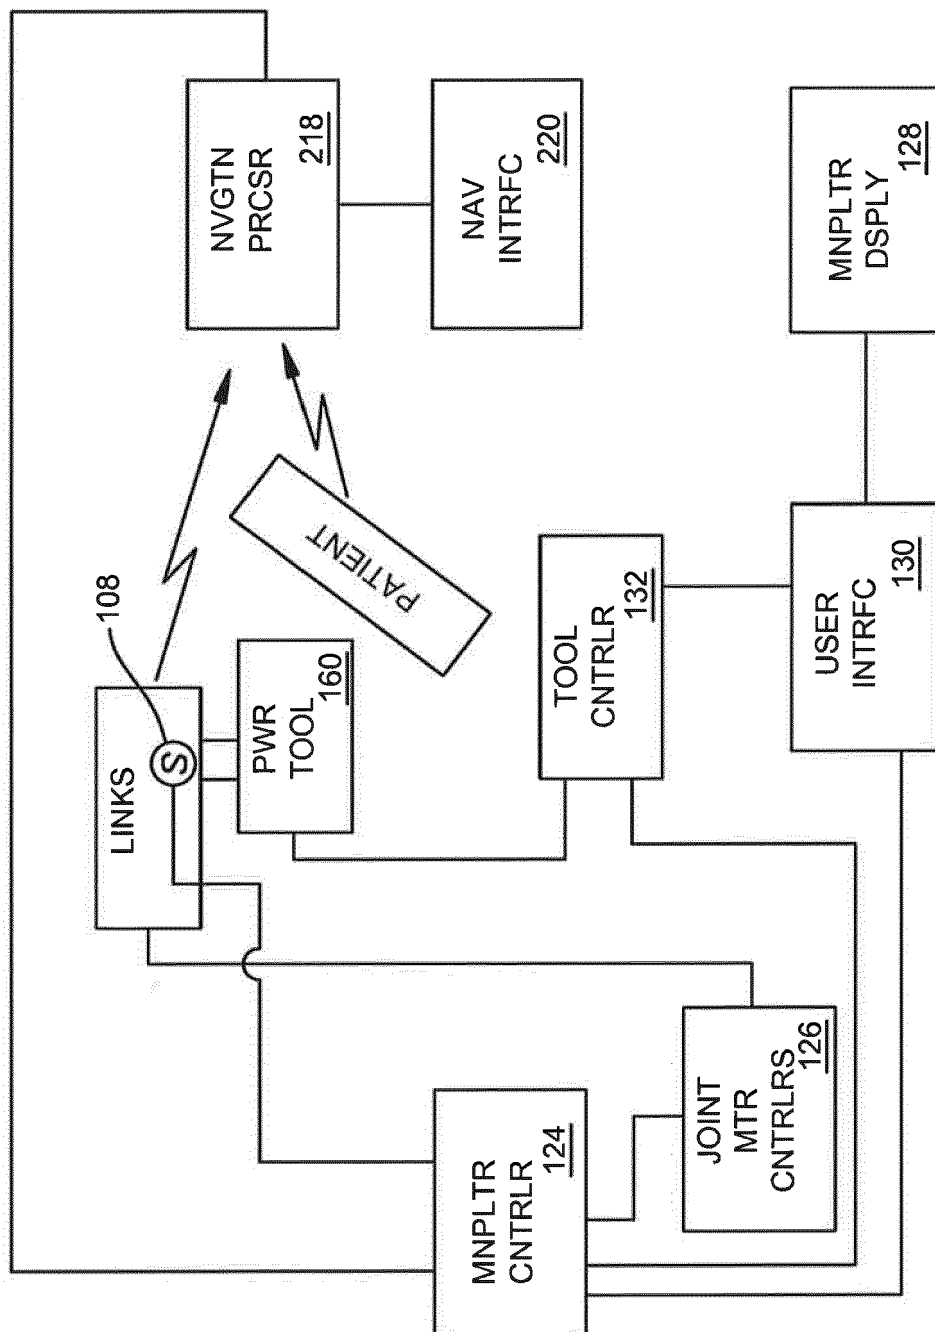 NVGTN
PRCSR
218
NAV
INTRFC
220
MNPLTR
DSPLY
128
108
LINKS
S
PWR
TOOL
160
PATIENT
TOOL
CNTRLR
132
USER
INTRFC
130
MNPLTR
CNTRLR
124
JOINT
MTR
CNTRLRS
126